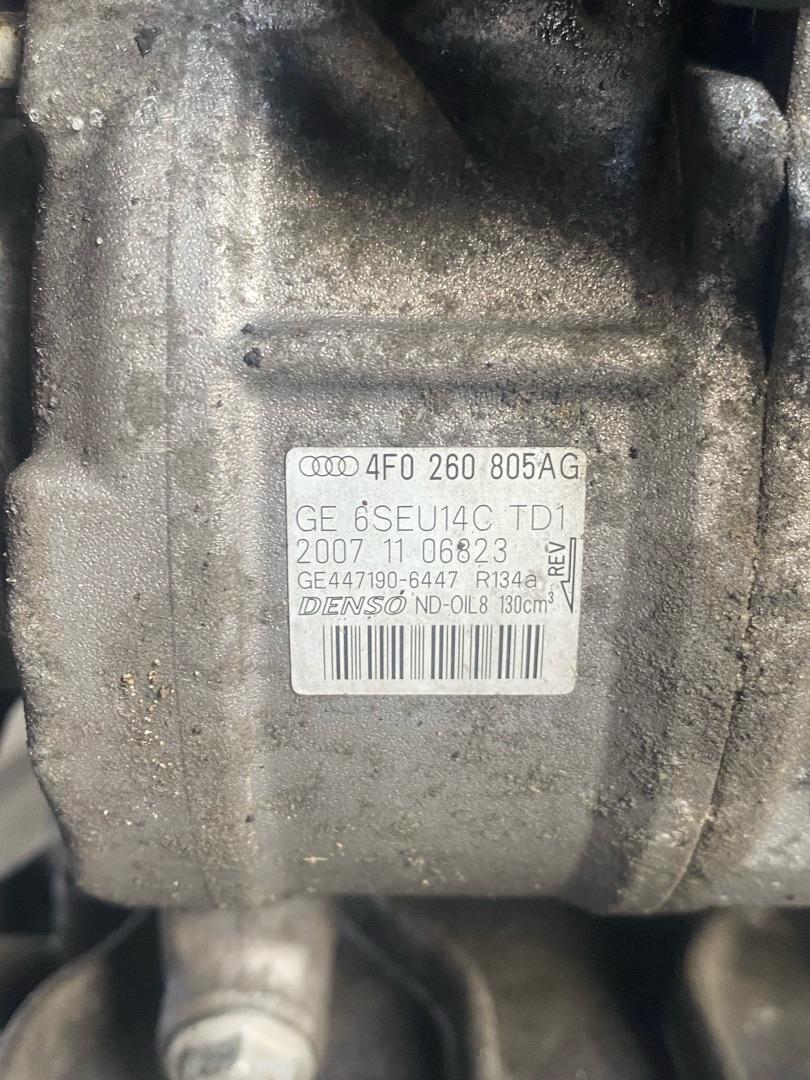 4F0 260 805AG
GE 6SEU14C TD1
2007 11 06823
REV
GE447190-6447 R134a
DENSO ND-OIL8 130cm³